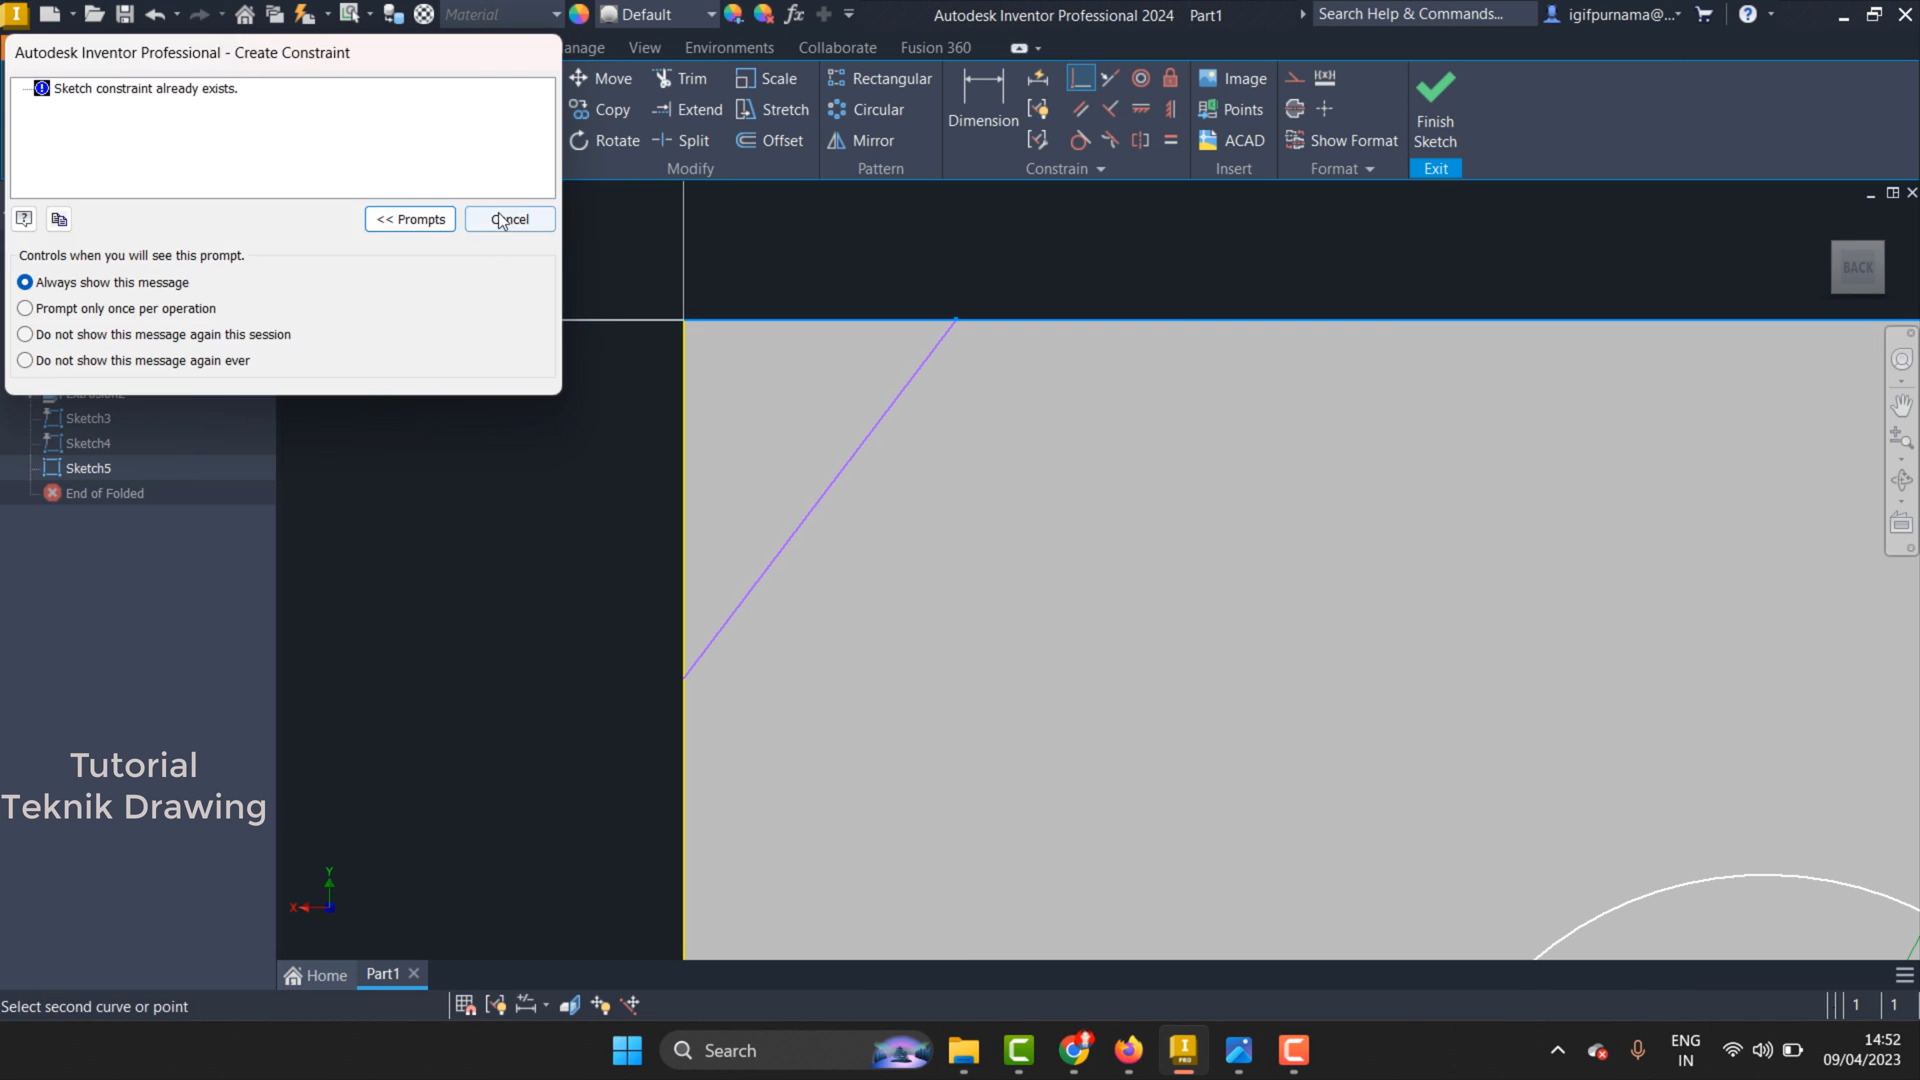 Material
Default
Autodesk Inventor Professional 2024 Part1
Search Help & Commands...
igifpurnama@...
Autodesk Inventor Professional - Create Constraint
Sketch constraint already exists.
<< Prompts
Cancel
Controls when you will see this prompt.
Always show this message
Prompt only once per operation
Do not show this message again this session
Do not show this message again ever
anage
View
Environments
Collaborate
Fusion 360
Move
Trim
Scale
Copy
Extend
Stretch
Rotate
Split
Offset
Modify
Rectangular
Circular
Mirror
Pattern
Dimension
Constrain
Image
Points
ACAD
Insert
Show Format
Format
Finish
Sketch
Exit
BACK
Sketch3
Sketch4
Sketch5
End of Folded
Tutorial
Teknik Drawing
Y
X
Home
Part1
Select second curve or point
1
1
Search
ENG
IN
14:52
09/04/2023